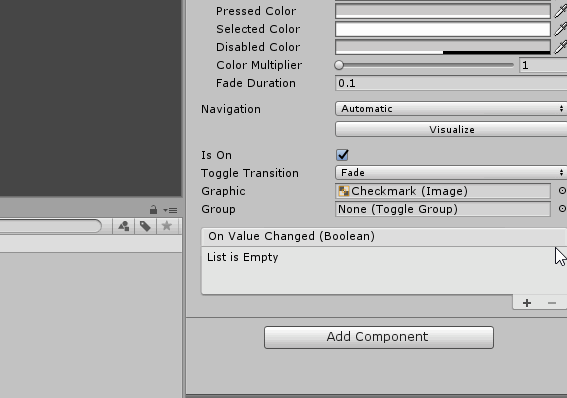 Pressed Color
Selected Color
Disabled Color
Color Multiplier 1
Fade Duration 0.1
Navigation Automatic
Visualize
Is On
Toggle Transition Fade
Graphic Checkmark (Image)
Group None (Toggle Group)
On Value Changed (Boolean)
List is Empty
+ −
Add Component